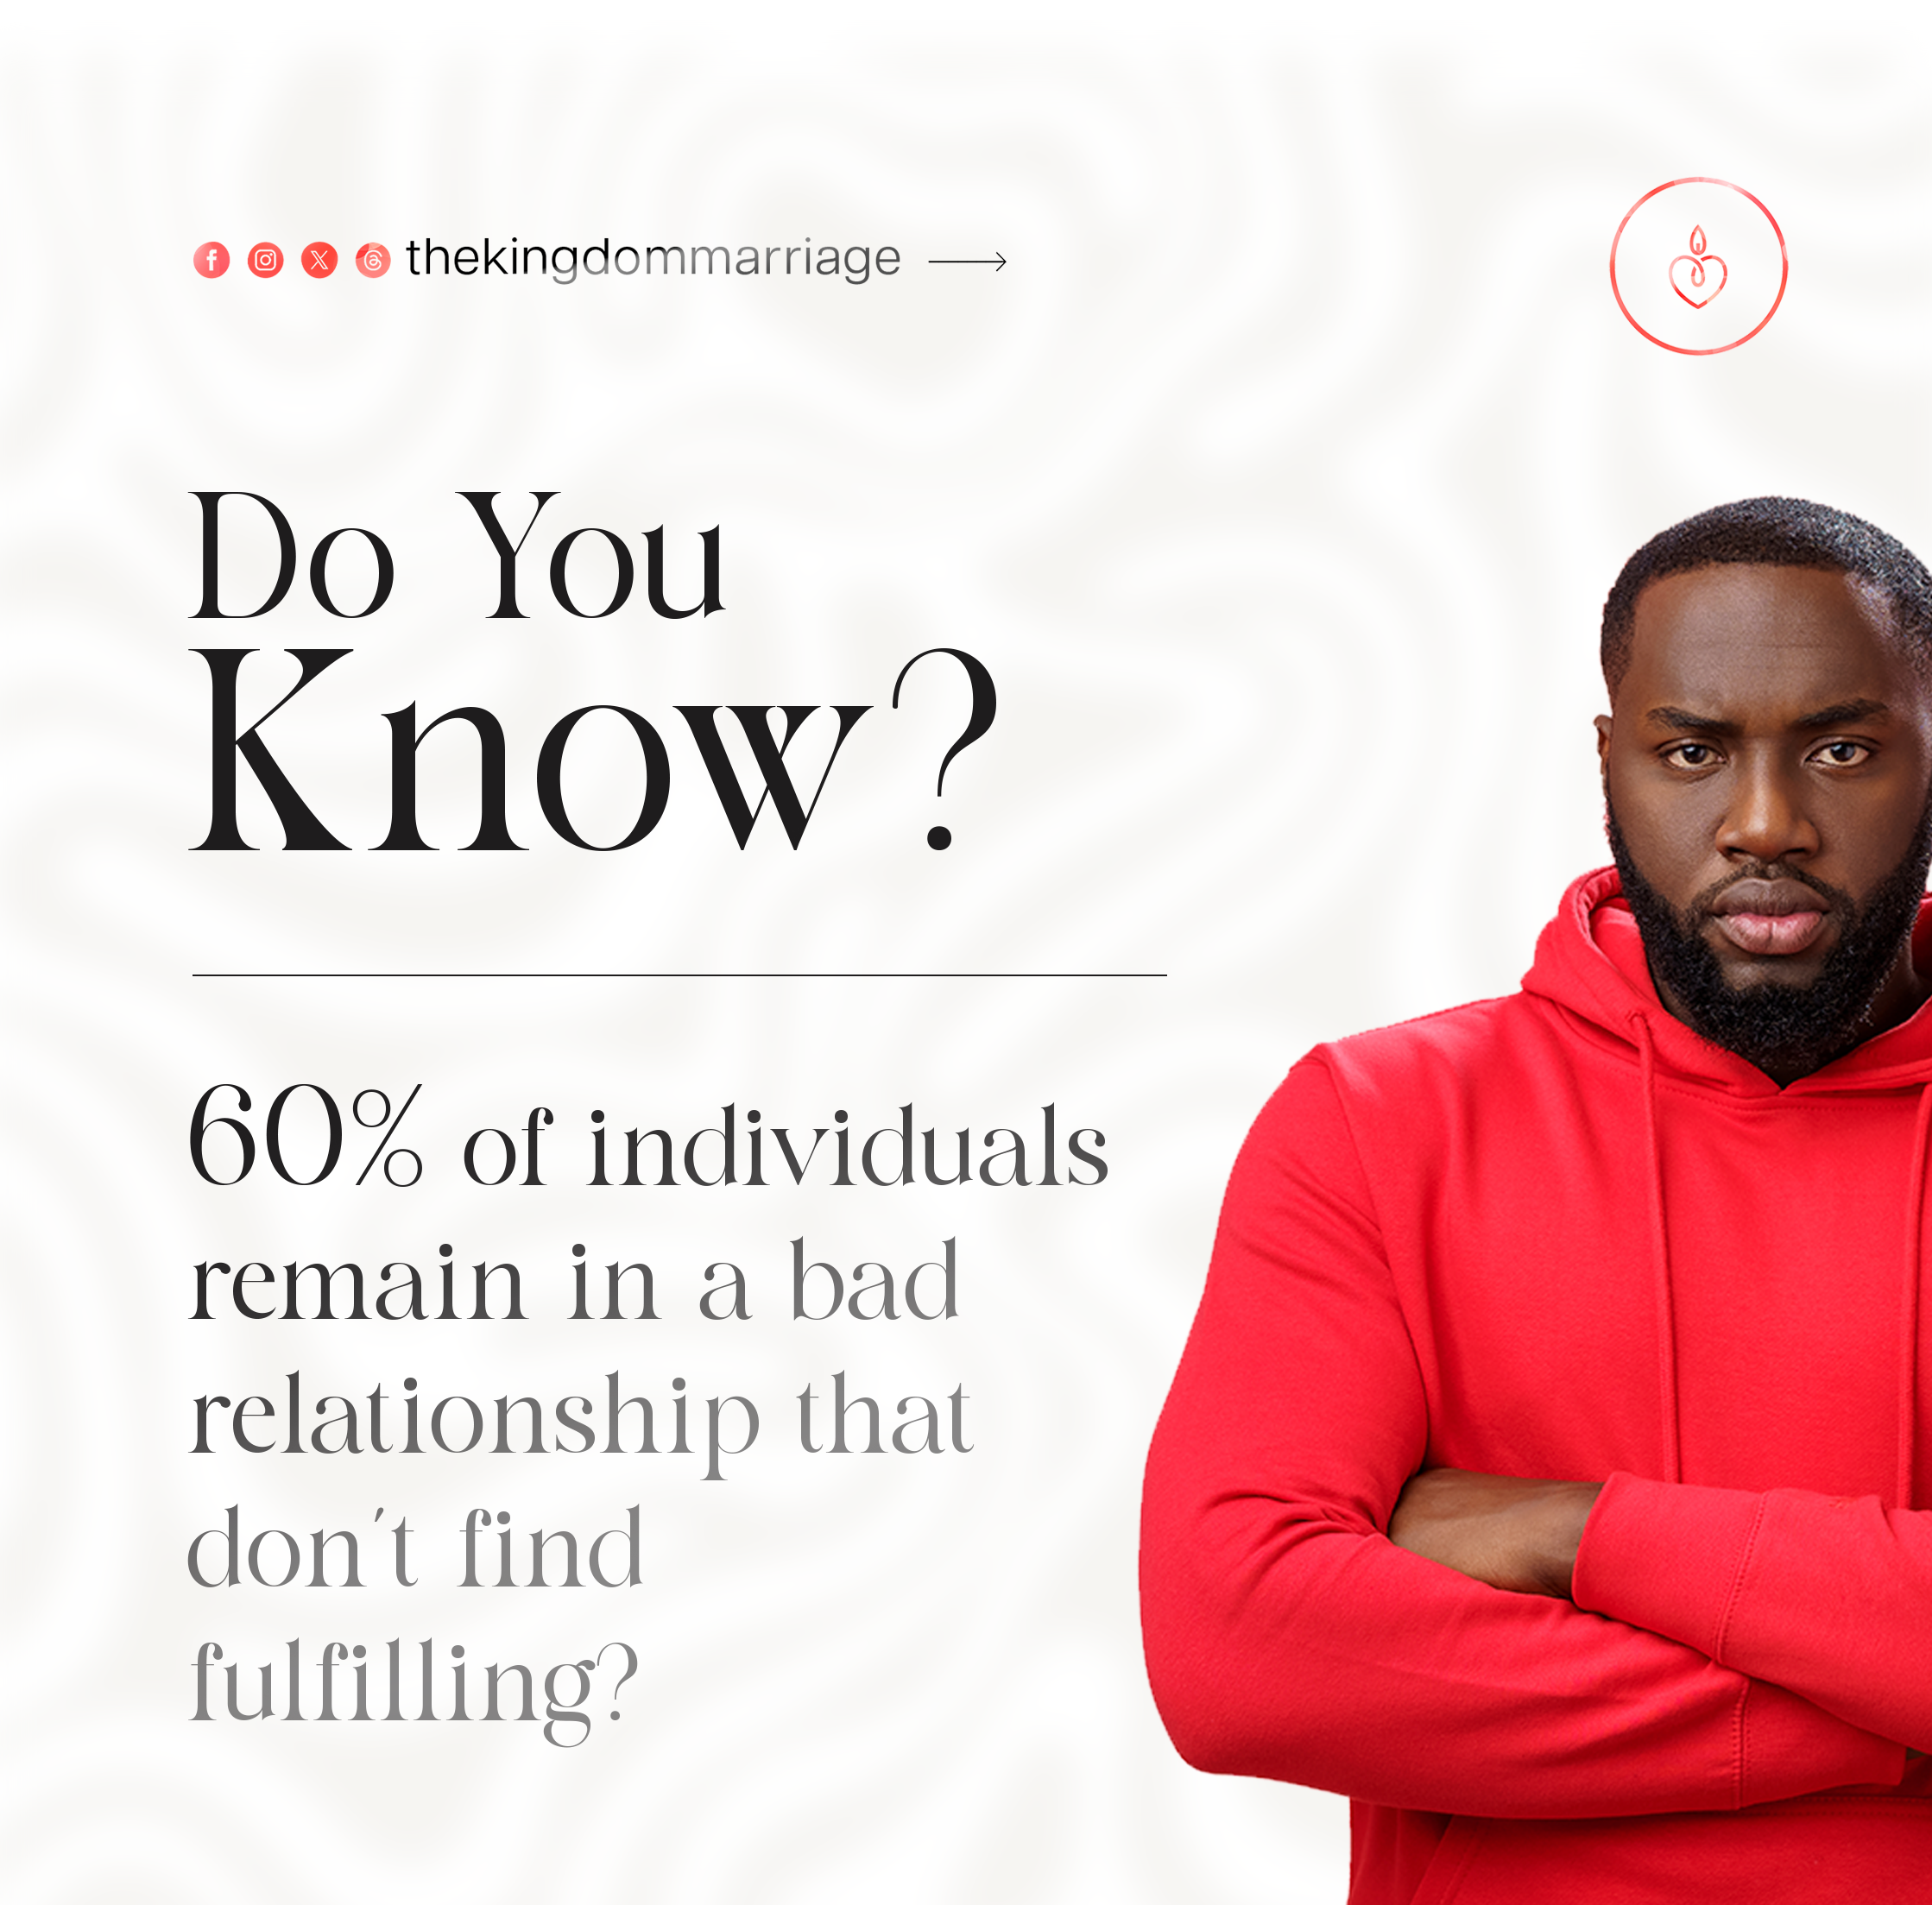 thekingdommarriage
Do You
Know?
60% of individuals
remain in a bad
relationship that
don't find
fulfilling?